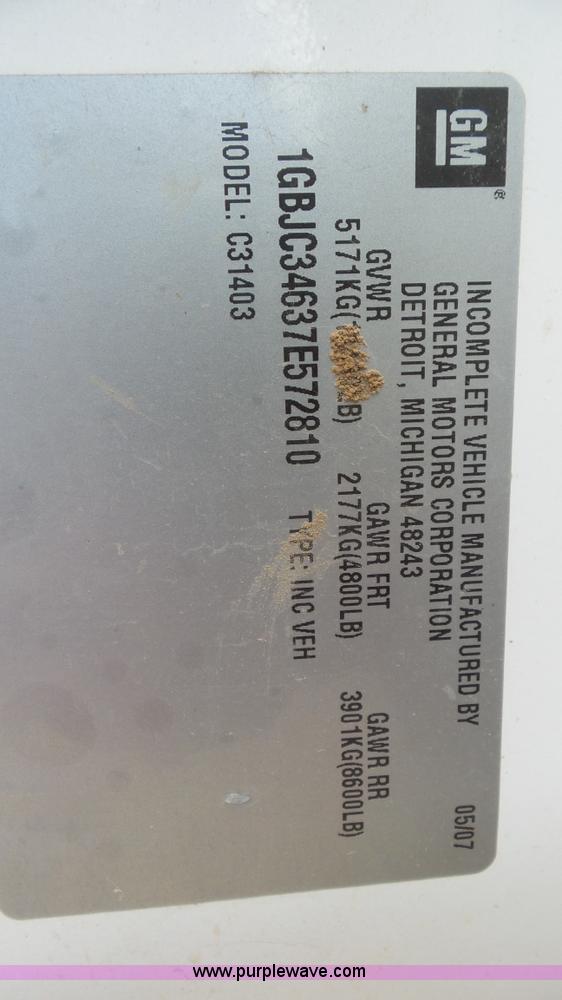 GM®
INCOMPLETE VEHICLE MANUFACTURED BY 05/07
GENERAL MOTORS CORPORATION
DETROIT, MICHIGAN 48243
GVWR GAWR FRT GAWR RR
5171KG( LB) 2177KG(4800LB) 3901KG(8600LB)
1GBJC34637E572810 TYPE: INC VEH
MODEL: C31403
www.purplewave.com